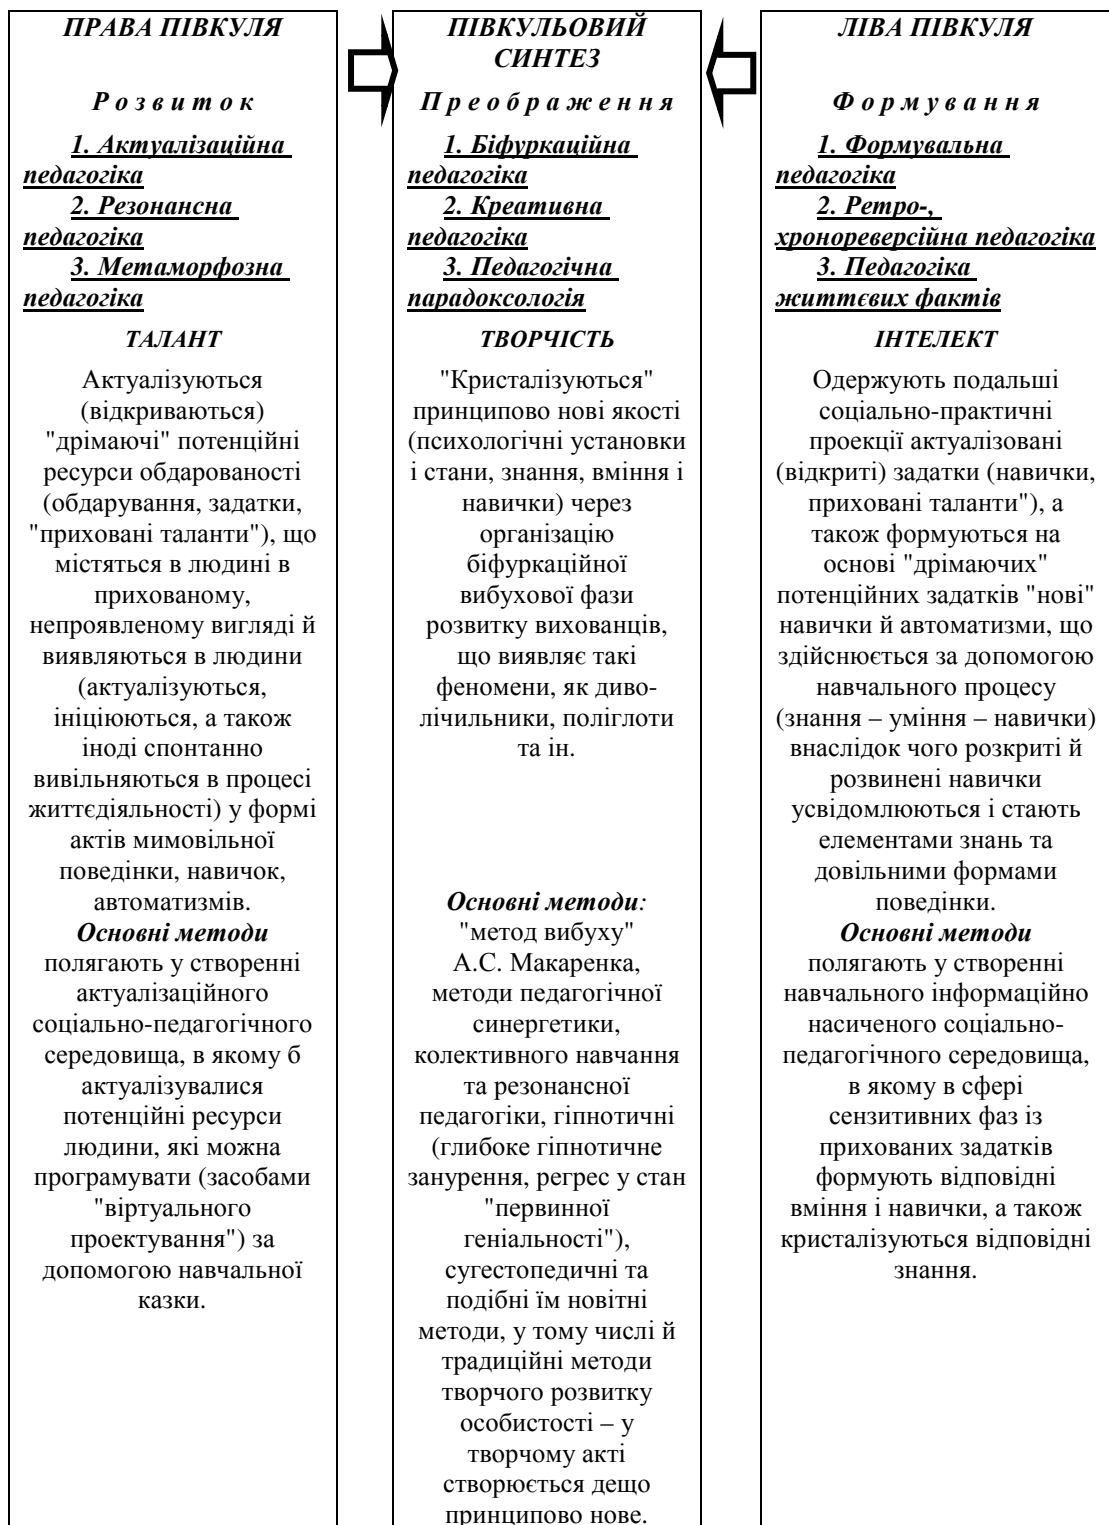 ПРАВА ПІВКУЛЯ
Р о з в и т о к
1. Актуалізаційна
педагогіка
2. Резонансна
педагогіка
3. Метаморфозна
педагогіка
ТАЛАНТ
Актуалізуються
(відкриваються)
"дрімаючі" потенційні
ресурси обдарованості
(обдарування, задатки,
"приховані таланти"), що
містяться в людині в
прихованому,
непроявленому вигляді й
виявляються в людини
(актуалізуються,
ініціюються, а також
іноді спонтанно
вивільняються в процесі
життєдіяльності) у формі
актів мимовільної
поведінки, навичок,
автоматизмів.
Основні методи
полягають у створенні
актуалізаційного
соціально-педагогічного
середовища, в якому б
актуалізувалися
потенційні ресурси
людини, які можна
програмувати (засобами
"віртуального
проектування") за
допомогою навчальної
казки.
ПІВКУЛЬОВИЙ
СИНТЕЗ
П р е о б р а ж е н н я
1. Біфуркаційна
педагогіка
2. Креативна
педагогіка
3. Педагогічна
парадоксологія
ТВОРЧІСТЬ
"Кристалізуються"
принципово нові якості
(психологічні установки
і стани, знання, вміння і
навички) через
організацію
біфуркаційної
вибухової фази
розвитку вихованців,
що виявляє такі
феномени, як диво-
лічильники, поліглоти
та ін.
Основні методи:
"метод вибуху"
А.С. Макаренка,
методи педагогічної
синергетики,
колективного навчання
та резонансної
педагогіки, гіпнотичні
(глибоке гіпнотичне
занурення, регрес у стан
"первинної
геніальності"),
сугестопедичні та
подібні їм новітні
методи, у тому числі й
традиційні методи
творчого розвитку
особистості – у
творчому акті
створюється дещо
принципово нове.
ЛІВА ПІВКУЛЯ
Ф о р м у в а н н я
1. Формувальна
педагогіка
2. Ретро-,
хронореверсійна педагогіка
3. Педагогіка
життєвих фактів
ІНТЕЛЕКТ
Одержують подальші
соціально-практичні
проекції актуалізовані
(відкриті) задатки (навички,
приховані таланти"), а
також формуються на
основі "дрімаючих"
потенційних задатків "нові"
навички й автоматизми, що
здійснюється за допомогою
навчального процесу
(знання – уміння – навички)
внаслідок чого розкриті й
розвинені навички
усвідомлюються і стають
елементами знань та
довільними формами
поведінки.
Основні методи
полягають у створенні
навчального інформаційно
насиченого соціально-
педагогічного середовища,
в якому в сфері
сензитивних фаз із
прихованих задатків
формують відповідні
вміння і навички, а також
кристалізуються відповідні
знання.